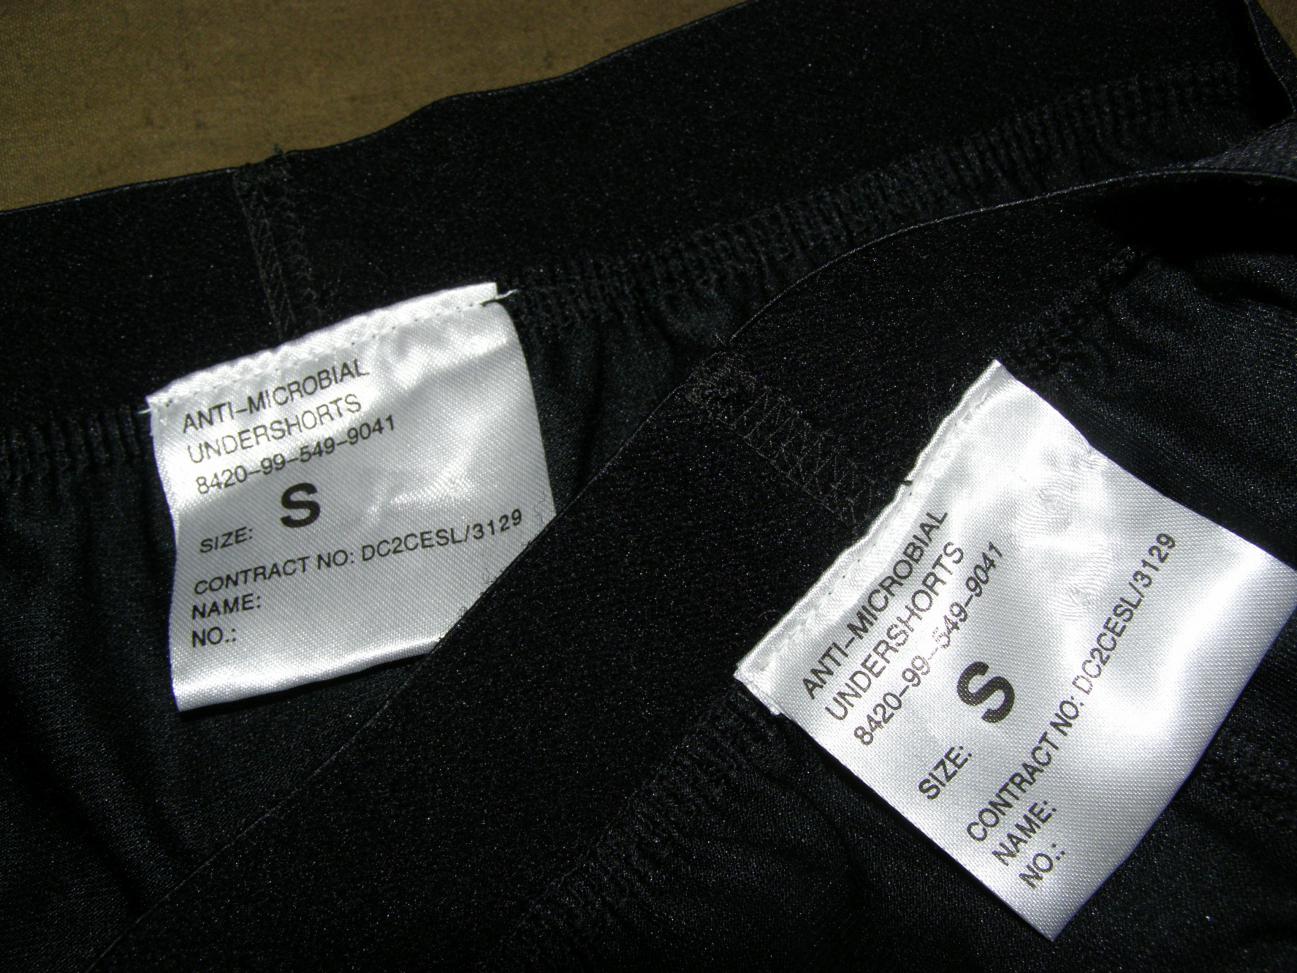 ANTI-MICROBIAL
UNDERSHORTS
8420-99-549-9041
SIZE: S
CONTRACT NO: DC2CESL/3129
NAME:
NO.:
ANTI-MICROBIAL
UNDERSHORTS
8420-99-549-9041
SIZE: S
CONTRACT NO: DC2CESL/3129
NAME:
NO.: